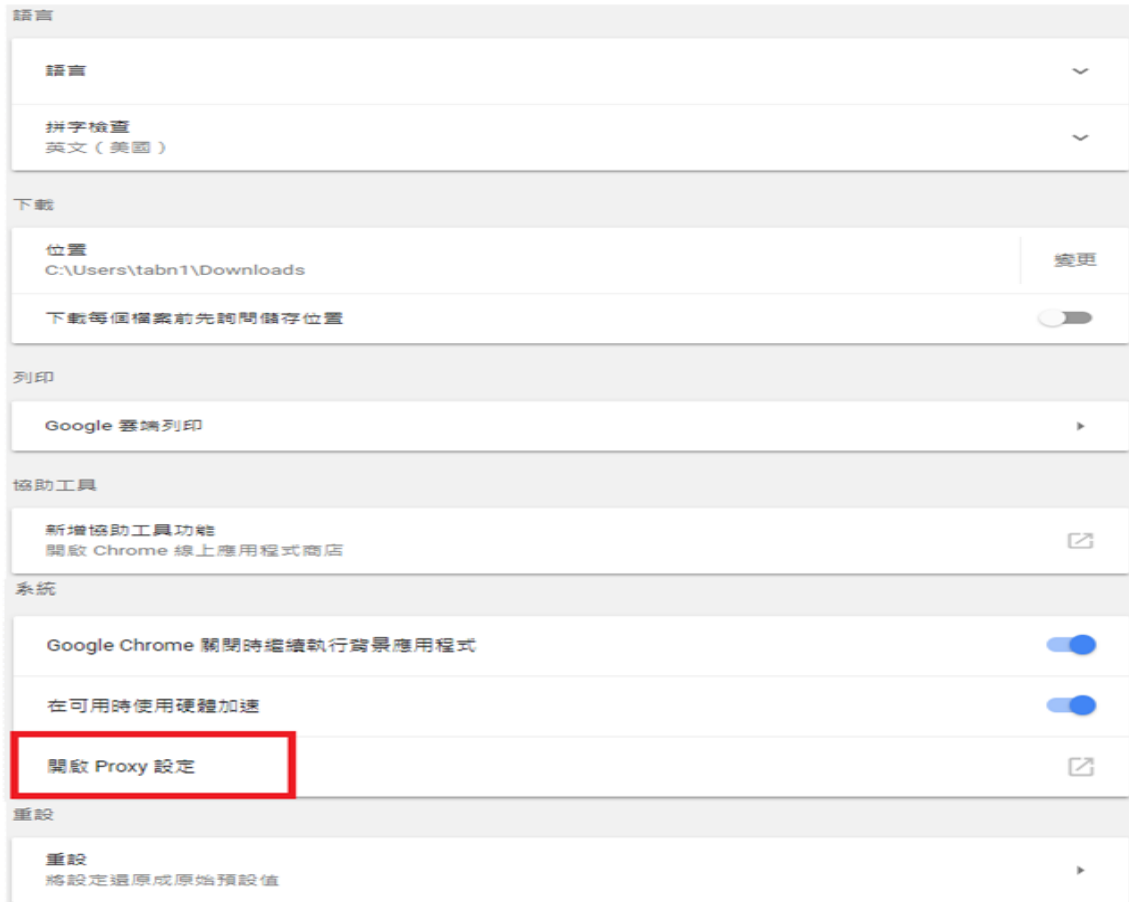 語言
語言
拼字檢查
英文（美國）
下載
位置
C:\Users\tabn1\Downloads
變更
下載每個檔案前先詢問儲存位置
列印
Google 雲端列印
協助工具
新增協助工具功能
開啟 Chrome 線上應用程式商店
系統
Google Chrome 關閉時繼續執行背景應用程式
在可用時使用硬體加速
開啟 Proxy 設定
重設
重設
將設定還原成原始預設值